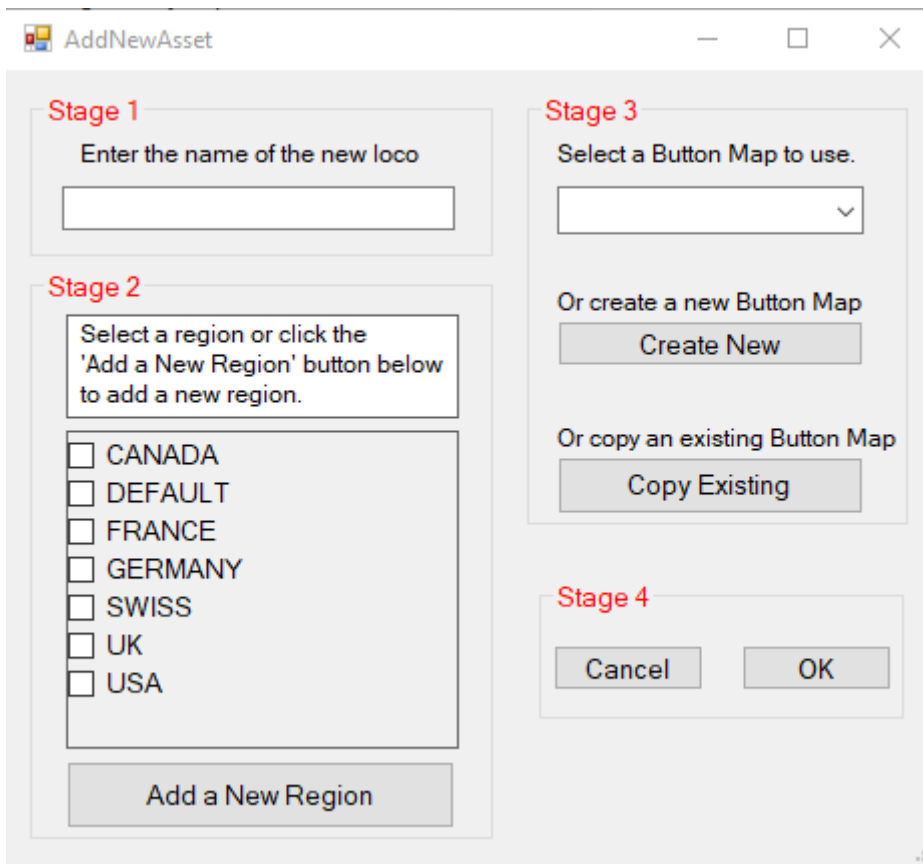 AddNewAsset
Stage 1
Enter the name of the new loco
Stage 2
Select a region or click the
'Add a New Region' button below
to add a new region.
CANADA
DEFAULT
FRANCE
GERMANY
SWISS
UK
USA
Add a New Region
Stage 3
Select a Button Map to use.
Or create a new Button Map
Create New
Or copy an existing Button Map
Copy Existing
Stage 4
Cancel
OK